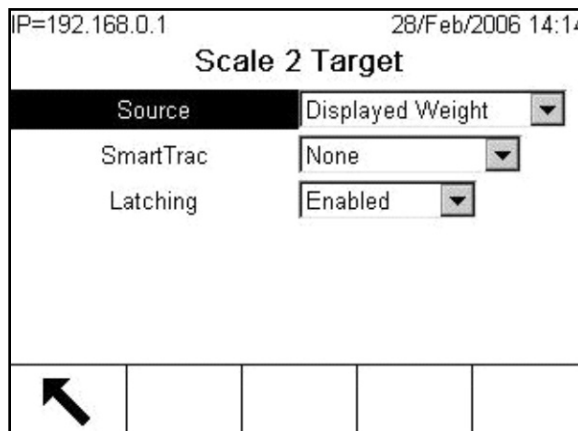 IP=192.168.0.1 28/Feb/2006 14:14
Scale 2 Target
Source Displayed Weight
SmartTrac None
Latching Enabled